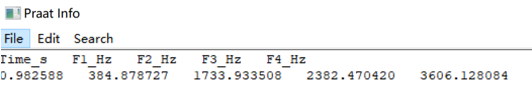 Praat Info
File Edit Search
Time_s F1_Hz F2_Hz F3_Hz F4_Hz
0.982588 384.878727 1733.933508 2382.470420 3606.128084